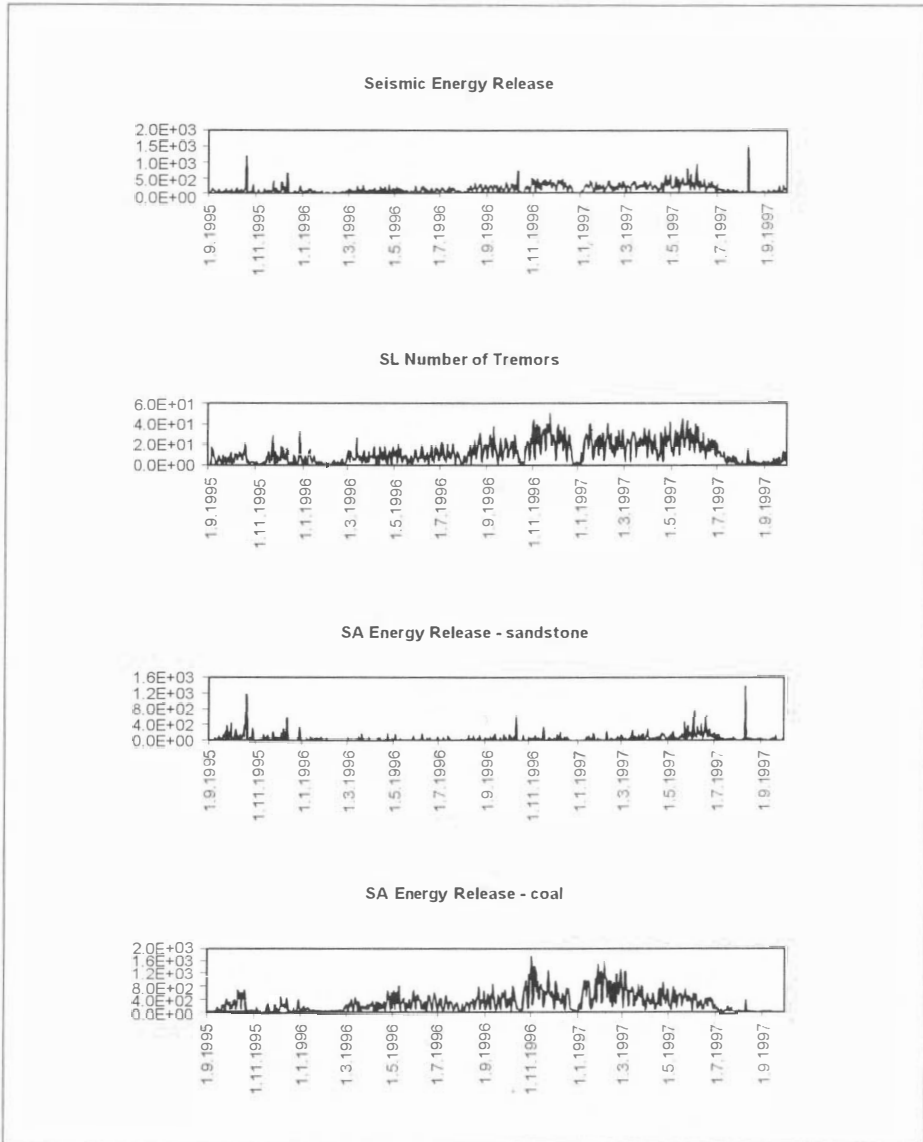 Seismic Energy Release
2.0E+03
1.5E+03
1.0E+03
5.0E+02
0.0E+00
1.9.1995
1.11.1995
1.1.1996
1.3.1996
1.5.1996
1.7.1996
1.9.1996
1.11.1996
1.1.1997
1.3.1997
1.5.1997
1.7.1997
1.9.1997
SL Number of Tremors
6.0E+01
4.0E+01
2.0E+01
0.0E+00
1.9.1995
1.11.1995
1.1.1996
1.3.1996
1.5.1996
1.7.1996
1.9.1996
1.11.1996
1.1.1997
1.3.1997
1.5.1997
1.7.1997
1.9.1997
SA Energy Release - sandstone
1.6E+03
1.2E+03
8.0E+02
4.0E+02
0.0E+00
1.9.1995
1.11.1995
1.1.1996
1.3.1996
1.5.1996
1.7.1996
1.9.1996
1.11.1996
1.1.1997
1.3.1997
1.5.1997
1.7.1997
1.9.1997
SA Energy Release - coal
2.0E+03
1.6E+03
1.2E+03
8.0E+02
4.0E+02
0.0E+00
1.9.1995
1.11.1995
1.1.1996
1.3.1996
1.5.1996
1.7.1996
1.9.1996
1.11.1996
1.1.1997
1.3.1997
1.5.1997
1.7.1997
1.9.1997